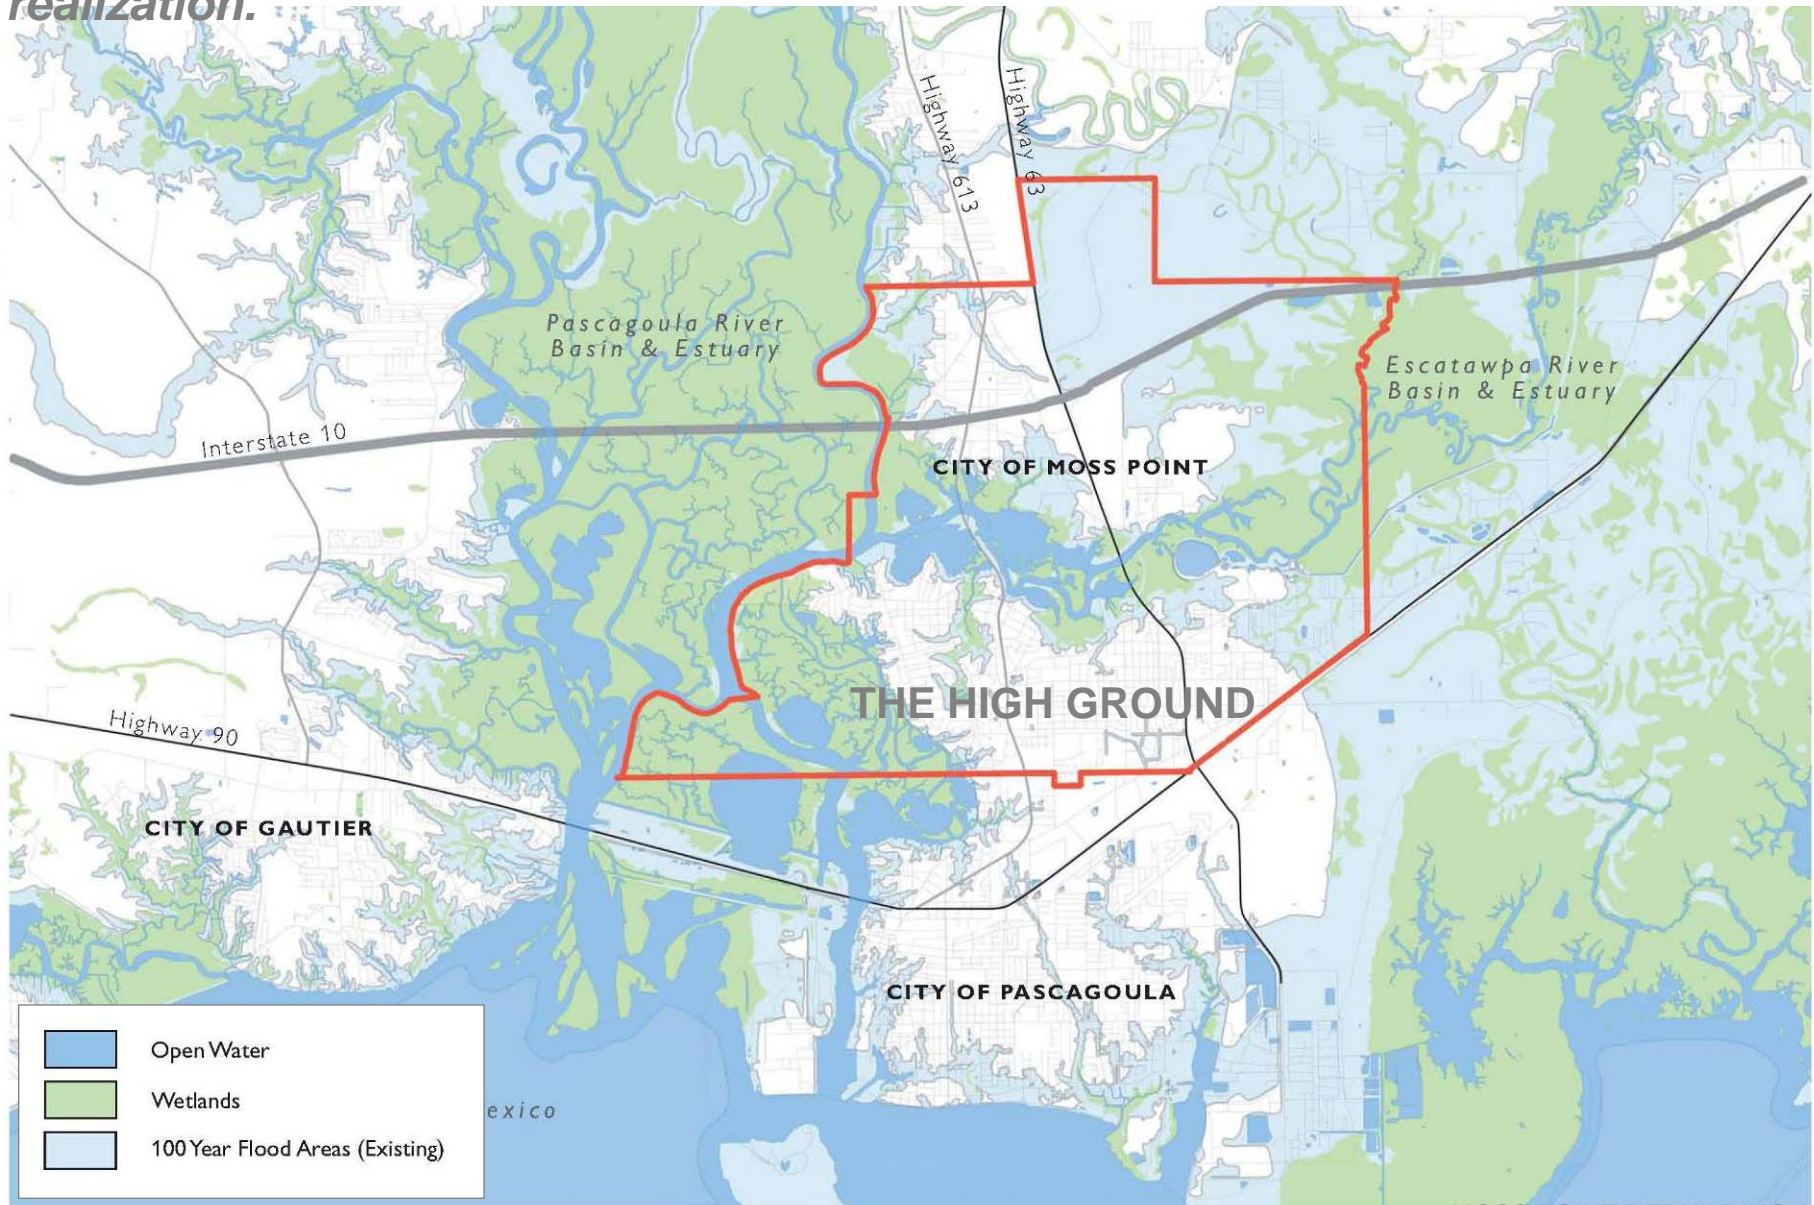 realization.
Highway 613
Highway 63
Pascagoula River
Basin & Estuary
Escatawpa River
Basin & Estuary
Interstate 10
CITY OF MOSS POINT
THE HIGH GROUND
Highway 90
CITY OF GAUTIER
CITY OF PASCAGOULA
Open Water
Wetlands
100 Year Flood Areas (Existing)
exico